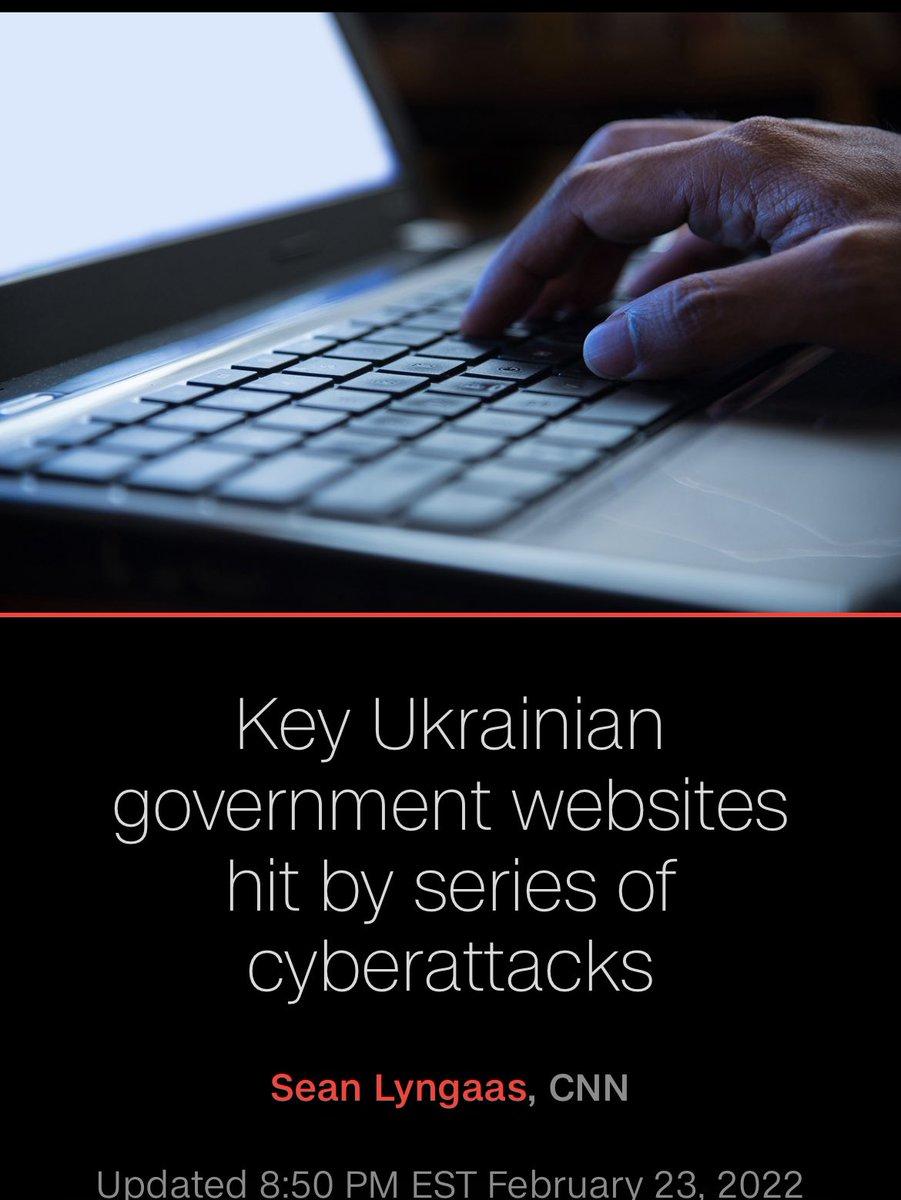 Key Ukrainian
government websites
hit by series of
cyberattacks
Sean Lyngaas, CNN
Updated 8:50 PM EST February 23, 2022